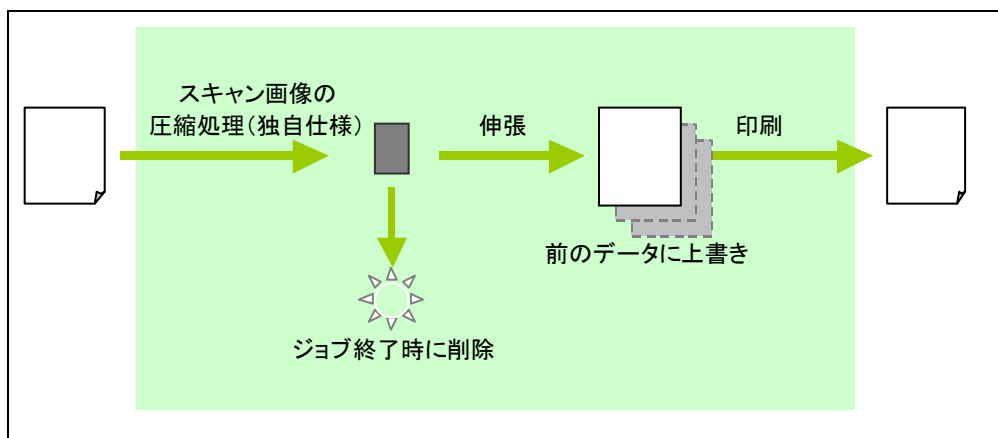 スキャン画像の
圧縮処理(独自仕様)
伸張
印刷
前のデータに上書き
ジョブ終了時に削除